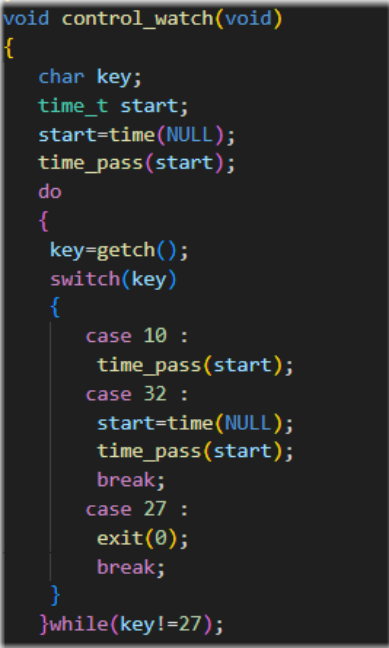 void control_watch(void)
{
char key;
time_t start;
start=time(NULL);
time_pass(start);
do
{
key=getch();
switch(key)
{
case 10 :
time_pass(start);
case 32 :
start=time(NULL);
time_pass(start);
break;
case 27 :
exit(0);
break;
}
}while(key!=27);